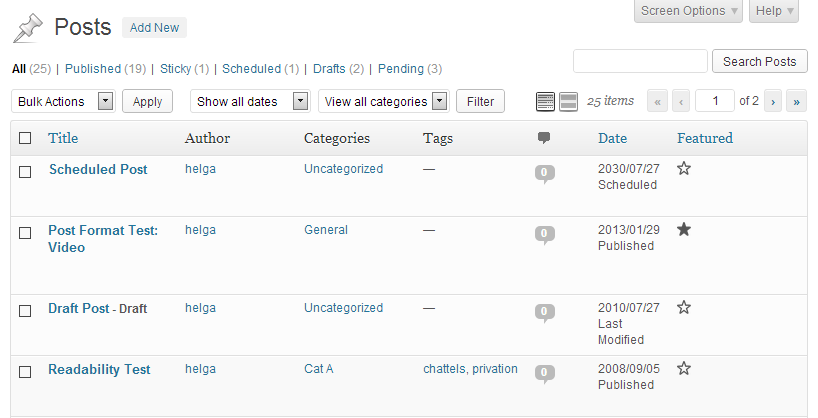 Screen Options Help
Posts Add New
All (25) | Published (19) | Sticky (1) | Scheduled (1) | Drafts (2) | Pending (3)
Search Posts
Bulk Actions Apply Show all dates View all categories Filter 25 items « ‹ 1 of 2 › »
Title Author Categories Tags Date Featured
Scheduled Post helga Uncategorized — 0 2030/07/27
Scheduled
Post Format Test: helga General — 0 2013/01/29
Video Published
Draft Post - Draft helga Uncategorized — 0 2010/07/27
Last
Modified
Readability Test helga Cat A chattels, privation 0 2008/09/05
Published